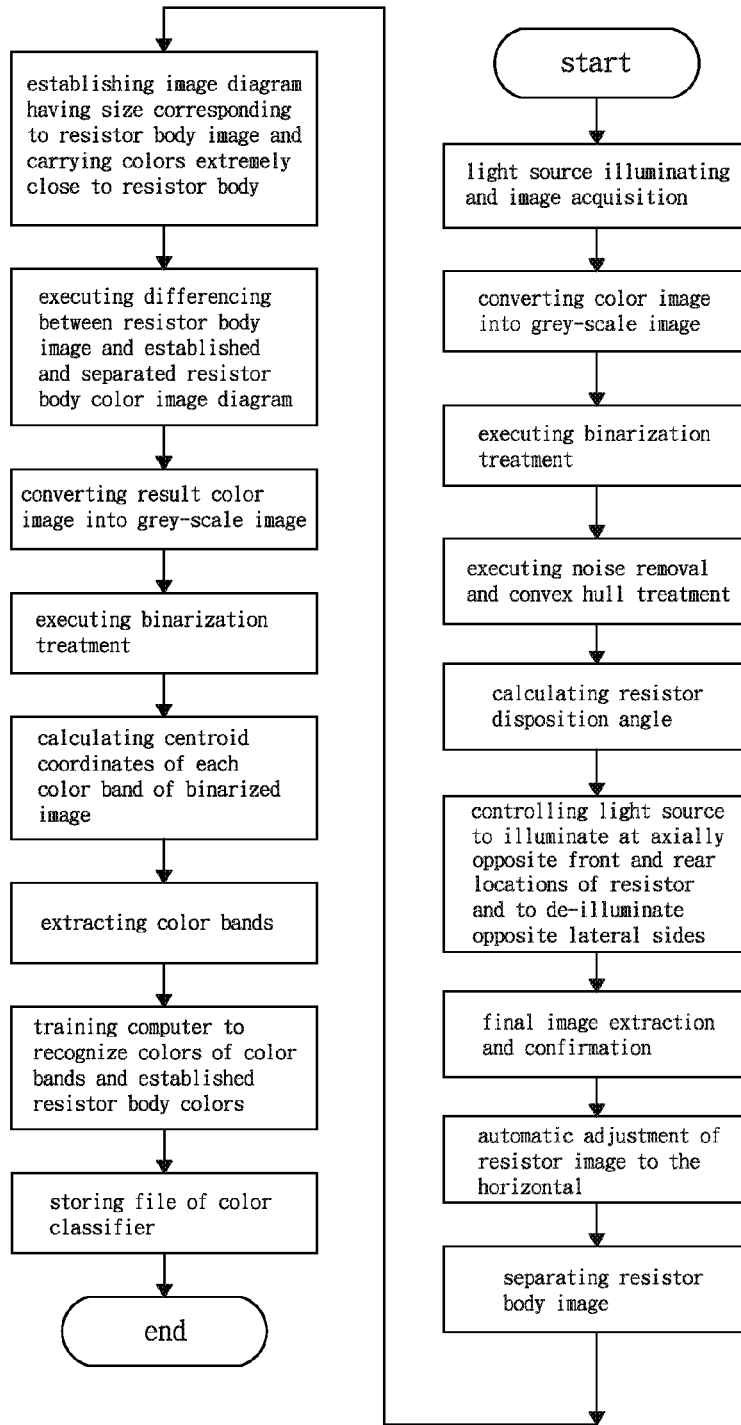 start
light source illuminating
and image acquisition
converting color image
into grey-scale image
executing binarization
treatment
executing noise removal
and convex hull treatment
calculating resistor
disposition angle
controlling light source
to illuminate at axially
opposite front and rear
locations of resistor
and to de-illuminate
opposite lateral sides
final image extraction
and confirmation
automatic adjustment of
resistor image to the
horizontal
separating resistor
body image
establishing image diagram
having size corresponding
to resistor body image and
carrying colors extremely
close to resistor body
executing differencing
between resistor body
image and established
and separated resistor
body color image diagram
converting result color
image into grey-scale image
executing binarization
treatment
calculating centroid
coordinates of each
color band of binarized
image
extracting color bands
training computer to
recognize colors of color
bands and established
resistor body colors
storing file of color
classifier
end